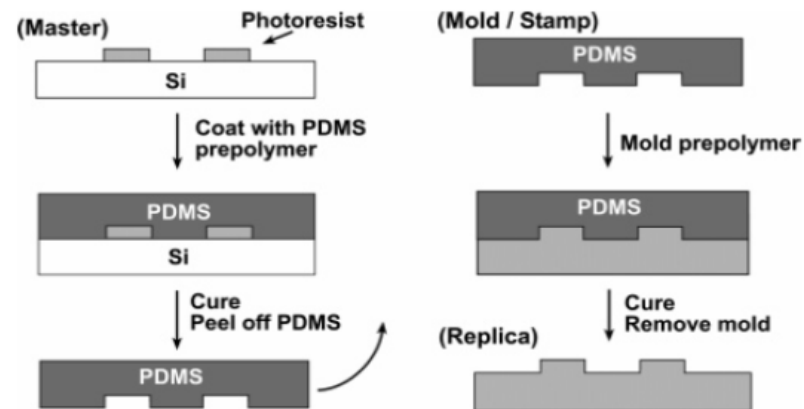 (Master)
Photoresist
Si
Coat with PDMS
prepolymer
PDMS
Si
Cure
Peel off PDMS
PDMS
(Mold / Stamp)
PDMS
Mold prepolymer
PDMS
Cure
Remove mold
(Replica)